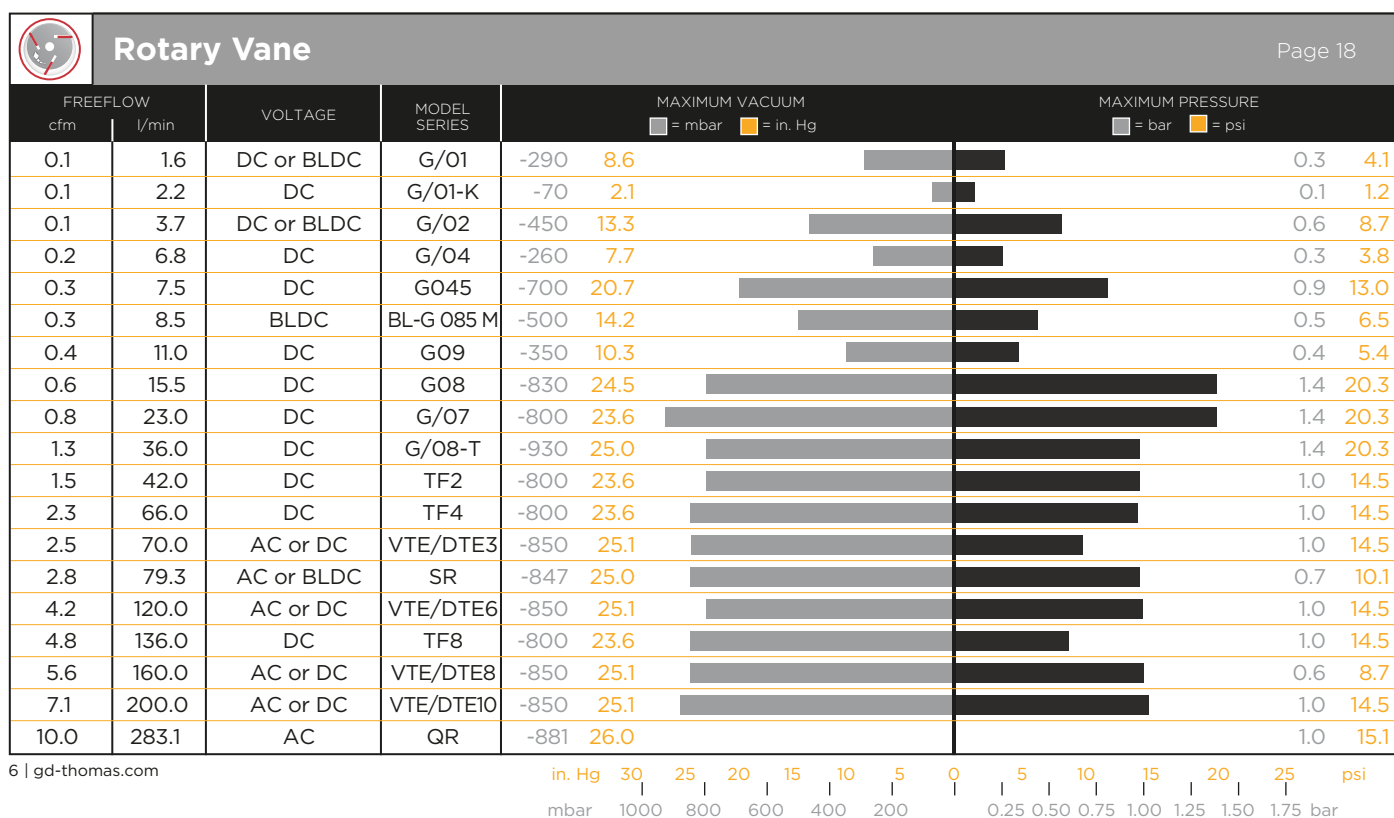 Rotary Vane Page 18
FREEFLOW VOLTAGE MODEL SERIES MAXIMUM VACUUM MAXIMUM PRESSURE
cfm l/min = mbar = in. Hg = bar = psi
0.1 1.6 DC or BLDC G/01 -290 8.6 0.3 4.1
0.1 2.2 DC G/01-K -70 2.1 0.1 1.2
0.1 3.7 DC or BLDC G/02 -450 13.3 0.6 8.7
0.2 6.8 DC G/04 -260 7.7 0.3 3.8
0.3 7.5 DC G045 -700 20.7 0.9 13.0
0.3 8.5 BLDC BL-G 085 M -500 14.2 0.5 6.5
0.4 11.0 DC G09 -350 10.3 0.4 5.4
0.6 15.5 DC G08 -830 24.5 1.4 20.3
0.8 23.0 DC G/07 -800 23.6 1.4 20.3
1.3 36.0 DC G/08-T -930 25.0 1.4 20.3
1.5 42.0 DC TF2 -800 23.6 1.0 14.5
2.3 66.0 DC TF4 -800 23.6 1.0 14.5
2.5 70.0 AC or DC VTE/DTE3 -850 25.1 1.0 14.5
2.8 79.3 AC or BLDC SR -847 25.0 0.7 10.1
4.2 120.0 AC or DC VTE/DTE6 -850 25.1 1.0 14.5
4.8 136.0 DC TF8 -800 23.6 1.0 14.5
5.6 160.0 AC or DC VTE/DTE8 -850 25.1 0.6 8.7
7.1 200.0 AC or DC VTE/DTE10 -850 25.1 1.0 14.5
10.0 283.1 AC QR -881 26.0 1.0 15.1
6 | gd-thomas.com
in. Hg 30 25 20 15 10 5 0 5 10 15 20 25 psi
mbar 1000 800 600 400 200 0.25 0.50 0.75 1.00 1.25 1.50 1.75 bar